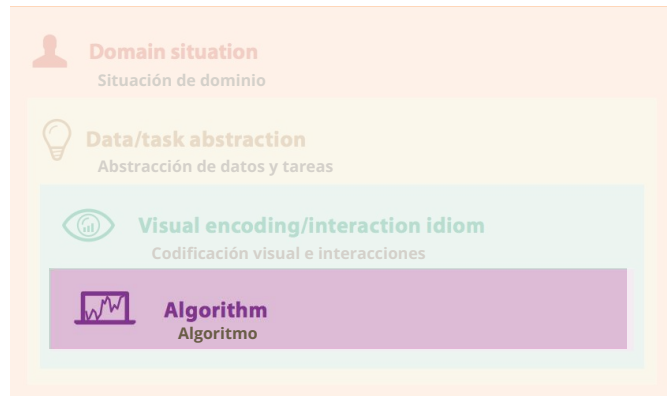 Domain situation
Situación de dominio
Data/task abstraction
Abstracción de datos y tareas
Visual encoding/interaction idiom
Codificación visual e interacciones
Algorithm
Algoritmo